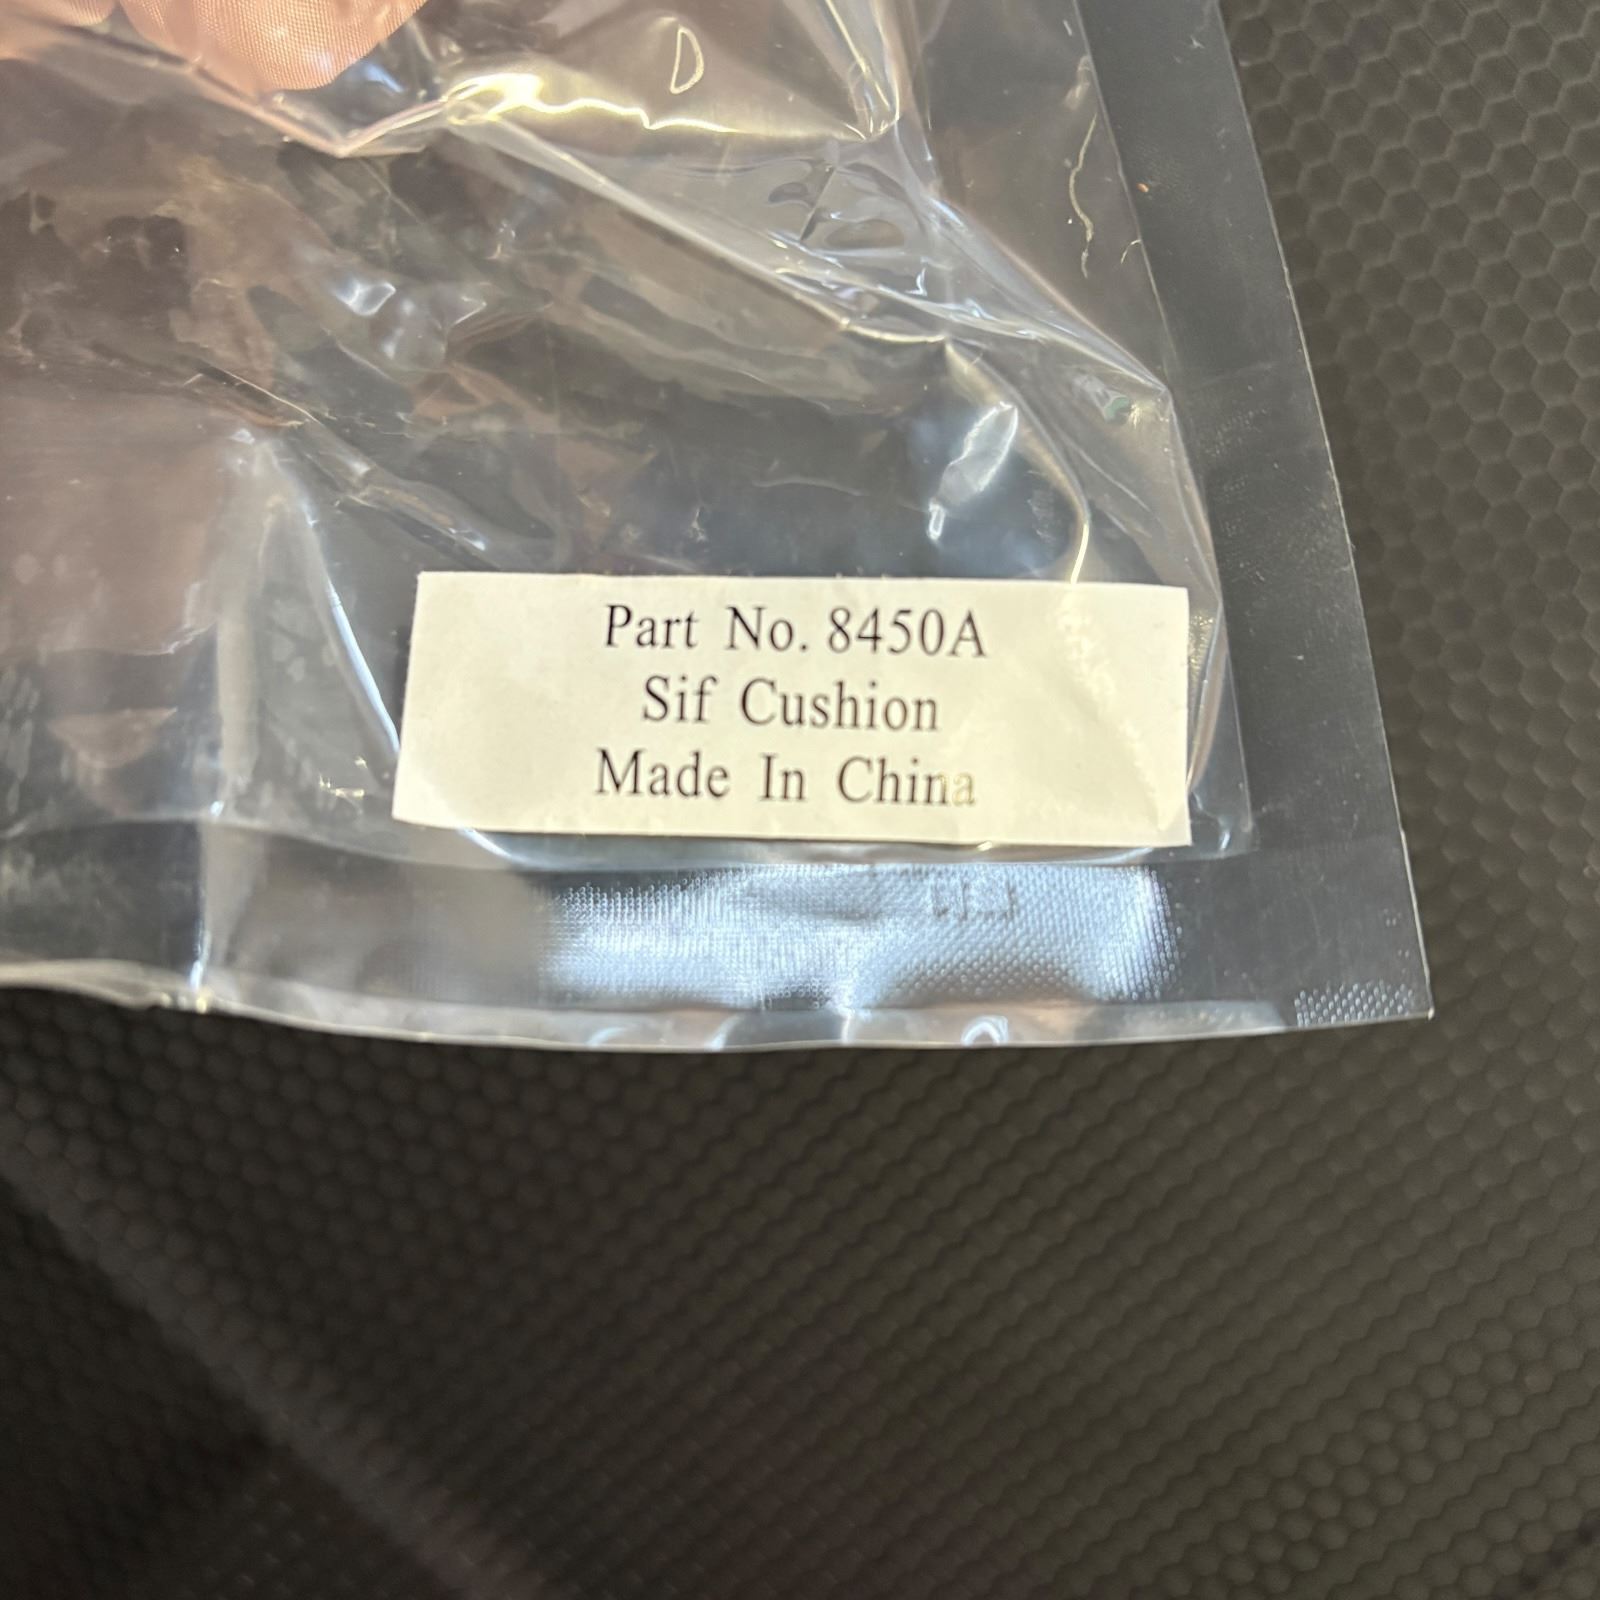 Part No. 8450A
Sif Cushion
Made In China